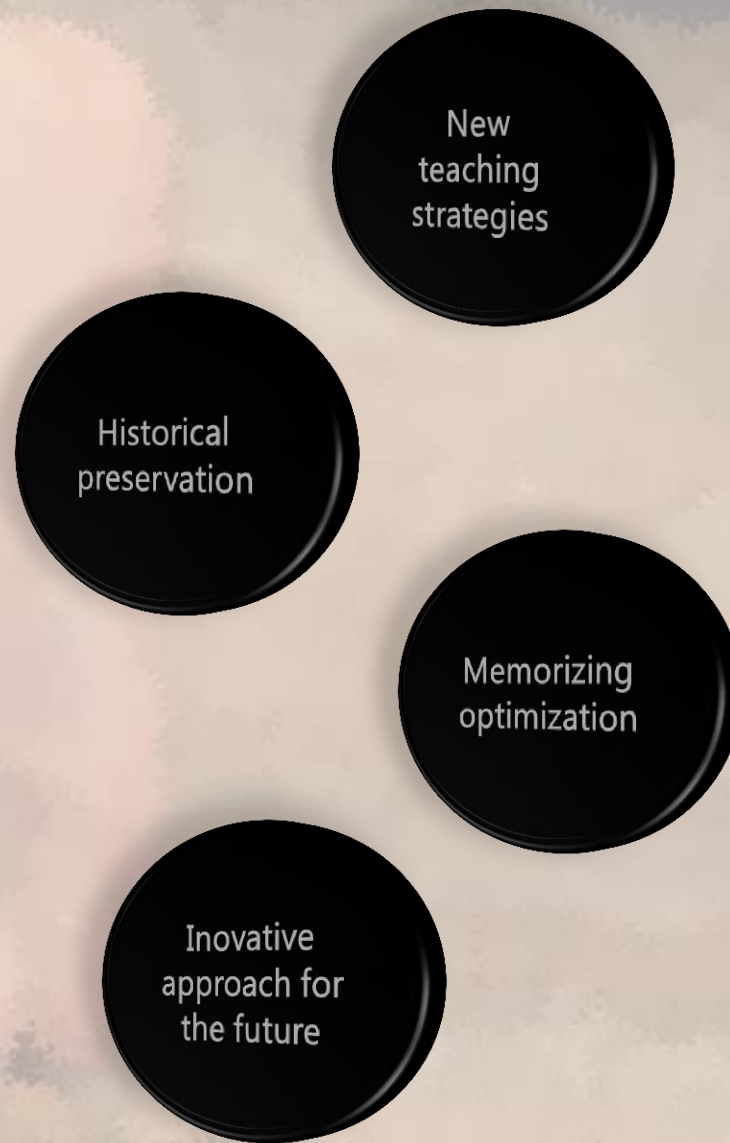 New
teaching
strategies
Historical
preservation
Memorizing
optimization
Inovative
approach for
the future